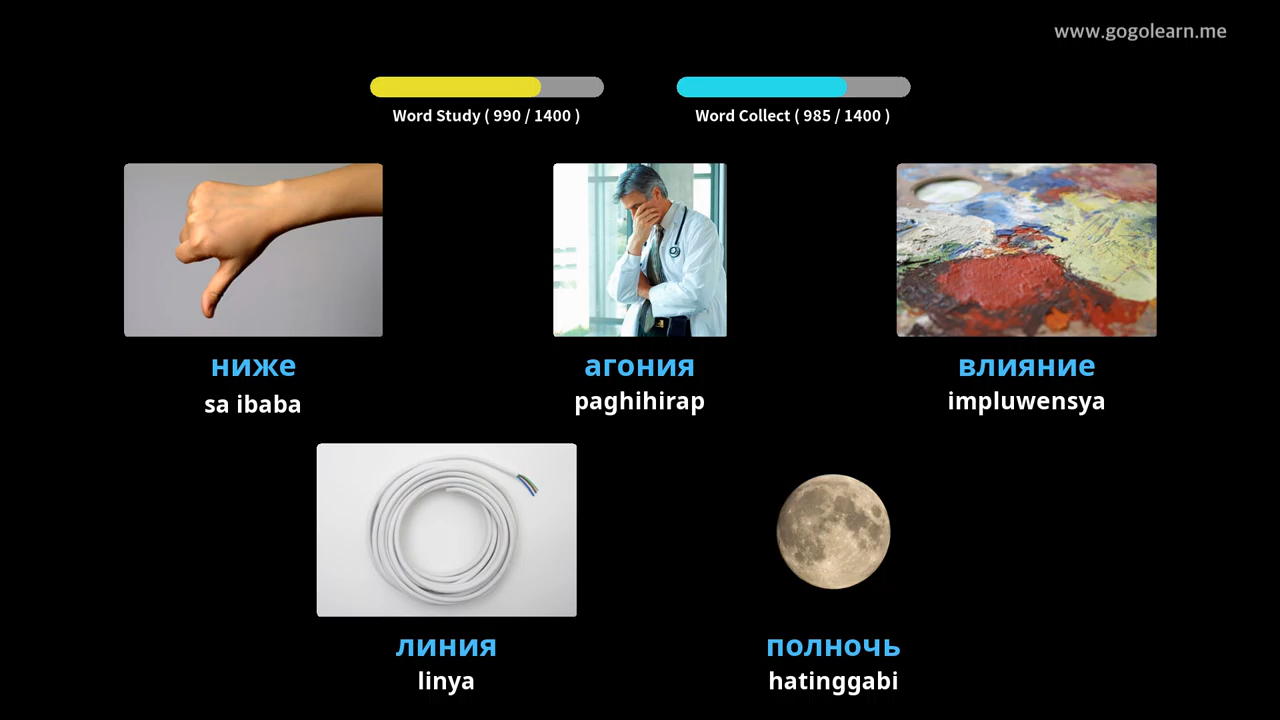 www.gogolearn.me
Word Study ( 990 / 1400 )
Word Collect ( 985 / 1400 )
ниже
sa ibaba
агония
paghihirap
влияние
impluwensya
линия
linya
полночь
hatinggabi